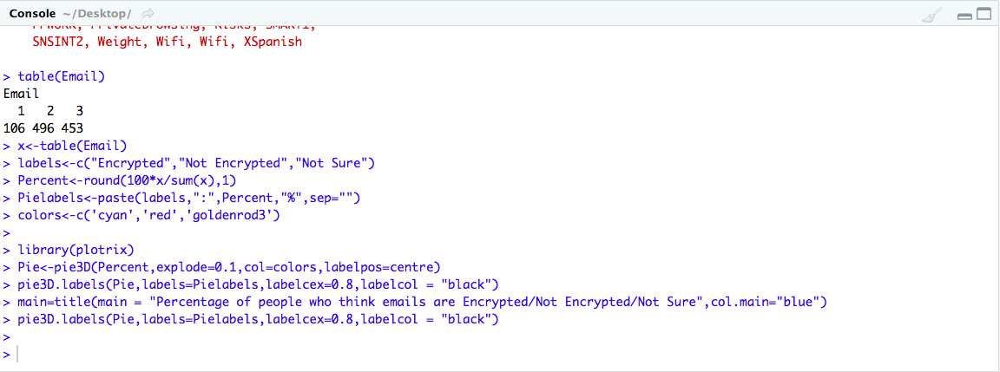 Console ~/Desktop/
SNSINT2, Weight, Wifi, Wifi, XSpanish
> table(Email)
Email
1 2 3
106 496 453
> x<-table(Email)
> labels<-c("Encrypted","Not Encrypted","Not Sure")
> Percent<-round(100*x/sum(x),1)
> Pielabels<-paste(labels,":",Percent,"%",sep="")
> colors<-c('cyan','red','goldenrod3')
>
> library(plotrix)
> Pie<-pie3D(Percent,explode=0.1,col=colors,labelpos=centre)
> pie3D.labels(Pie,labels=Pielabels,labelcex=0.8,labelcol = "black")
> main=title(main = "Percentage of people who think emails are Encrypted/Not Encrypted/Not Sure",col.main="blue")
> pie3D.labels(Pie,labels=Pielabels,labelcex=0.8,labelcol = "black")
>
>